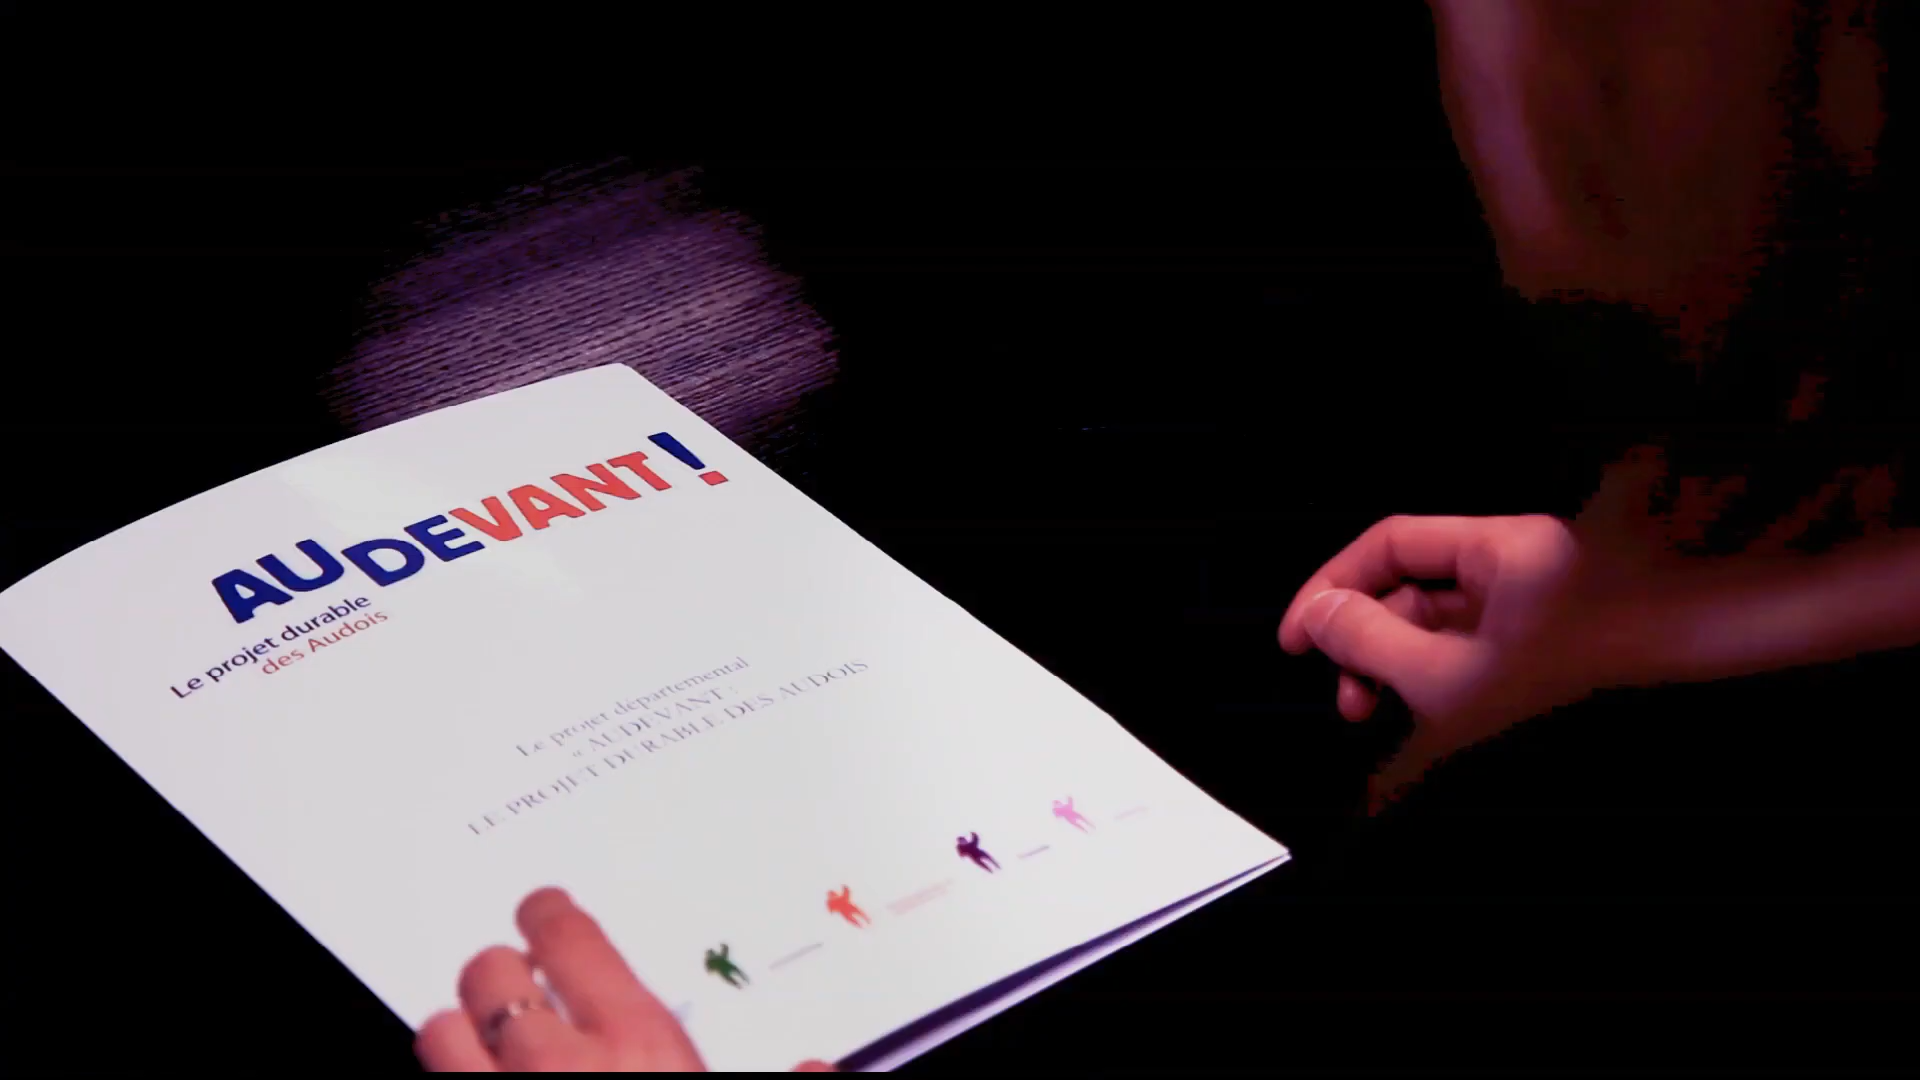 AUDEVANT!
Le projet durable
des Audois
Le projet départemental
« AUDEVANT :
LE PROJET DURABLE DES AUDOIS